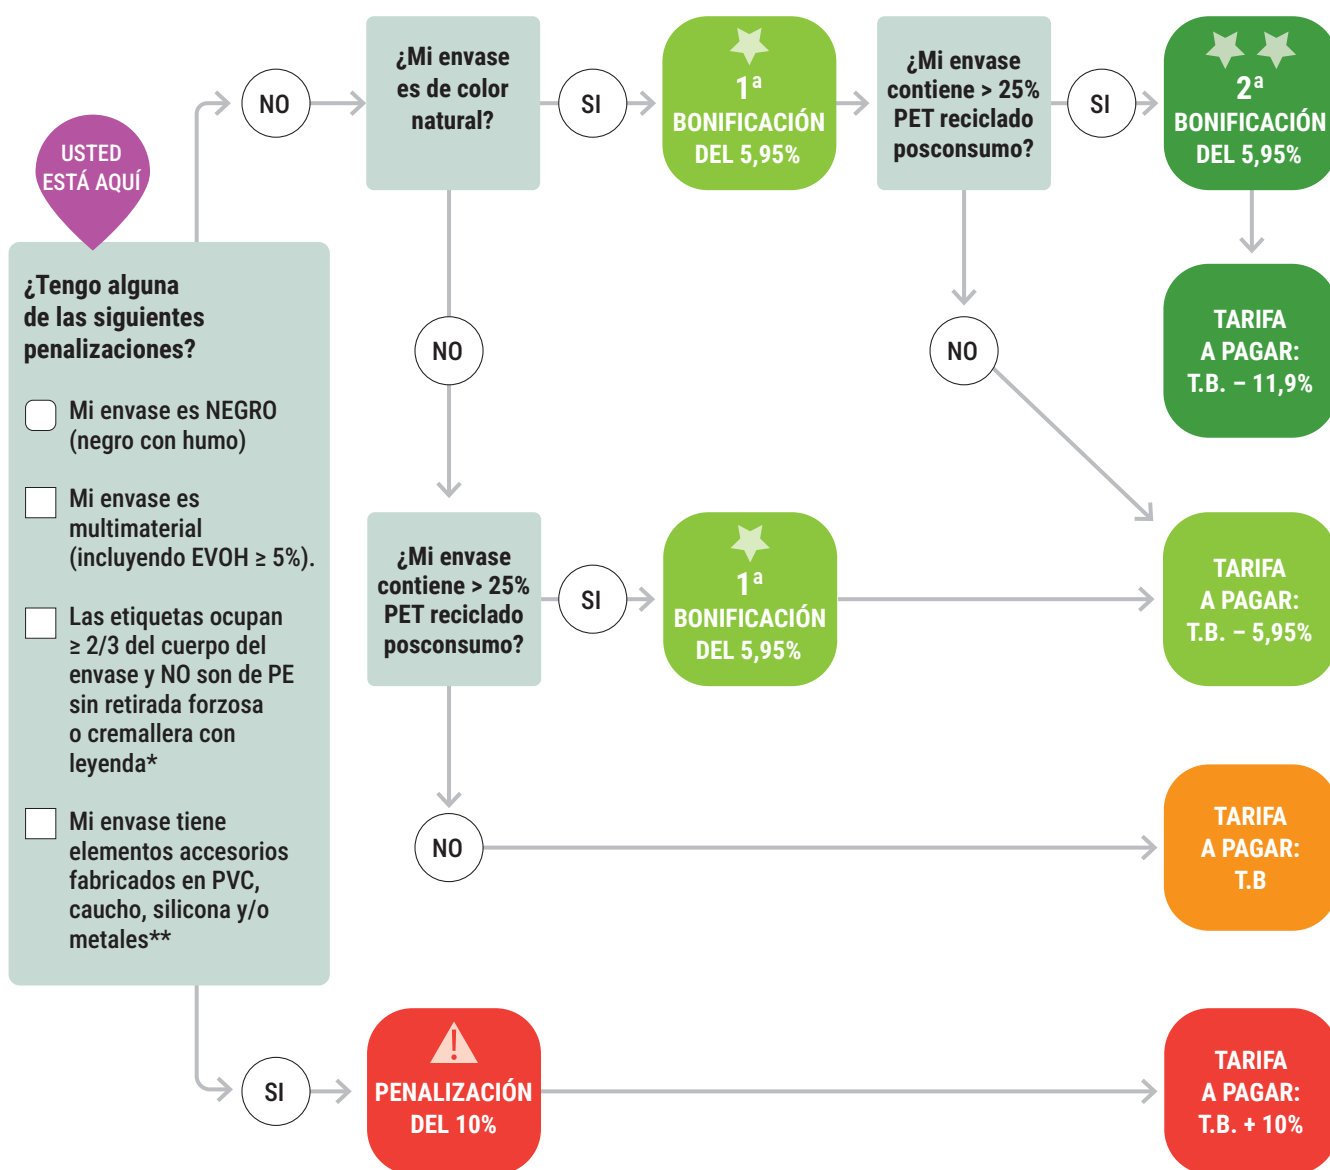 USTED
ESTÁ AQUÍ
¿Tengo alguna
de las siguientes
penalizaciones?
Mi envase es NEGRO
(negro con humo)
Mi envase es
multimaterial
(incluyendo EVOH ≥ 5%).
Las etiquetas ocupan
≥ 2/3 del cuerpo del
envase y NO son de PE
sin retirada forzosa
o cremallera con
leyenda*
Mi envase tiene
elementos accesorios
fabricados en PVC,
caucho, silicona y/o
metales**
NO
¿Mi envase
es de color
natural?
SI
1ª
BONIFICACIÓN
DEL 5,95%
¿Mi envase
contiene > 25%
PET reciclado
posconsumo?
SI
2ª
BONIFICACIÓN
DEL 5,95%
NO
NO
TARIFA
A PAGAR:
T.B. – 11,9%
¿Mi envase
contiene > 25%
PET reciclado
posconsumo?
SI
1ª
BONIFICACIÓN
DEL 5,95%
TARIFA
A PAGAR:
T.B. – 5,95%
NO
TARIFA
A PAGAR:
T.B
SI
PENALIZACIÓN
DEL 10%
TARIFA
A PAGAR:
T.B. + 10%